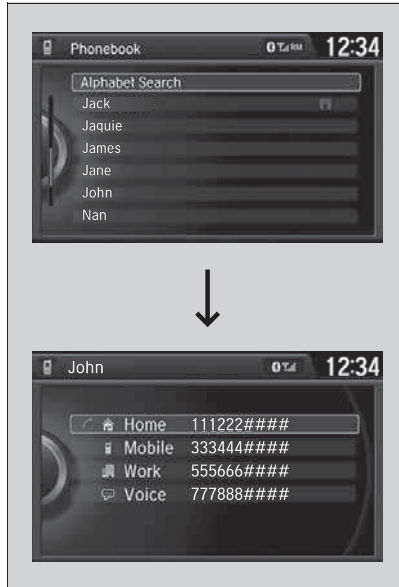 Phonebook RM 12:34
Alphabet Search
Jack
Jaquie
James
Jane
John
Nan
John 12:34
Home 111222####
Mobile 333444####
Work 555666####
Voice 777888####